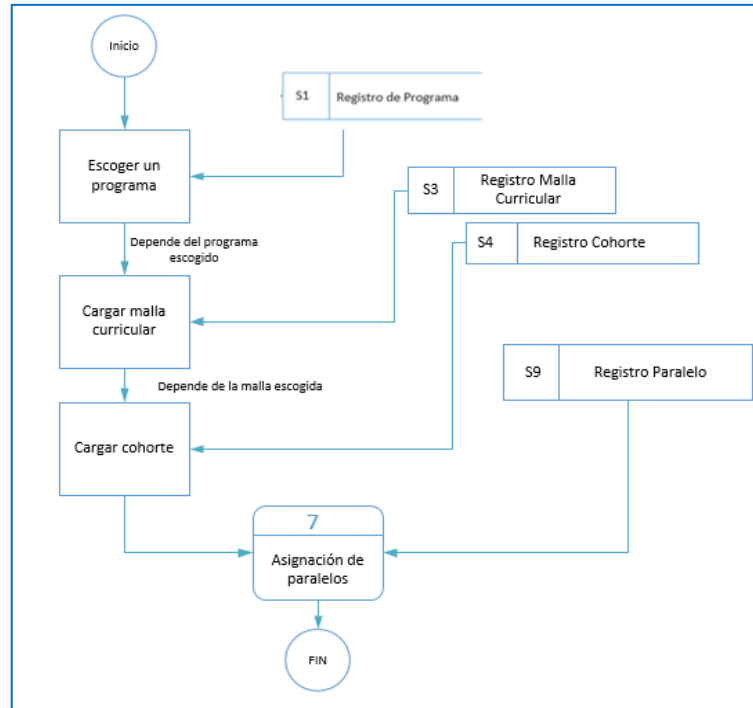 Inicio
S1
Registro de Programa
Escoger un
programa
S3
Registro Malla
Curricular
S4
Registro Cohorte
Depende del programa
escogido
Cargar malla
curricular
S9
Registro Paralelo
Depende de la malla escogida
Cargar cohorte
7
Asignación de
paralelos
FIN